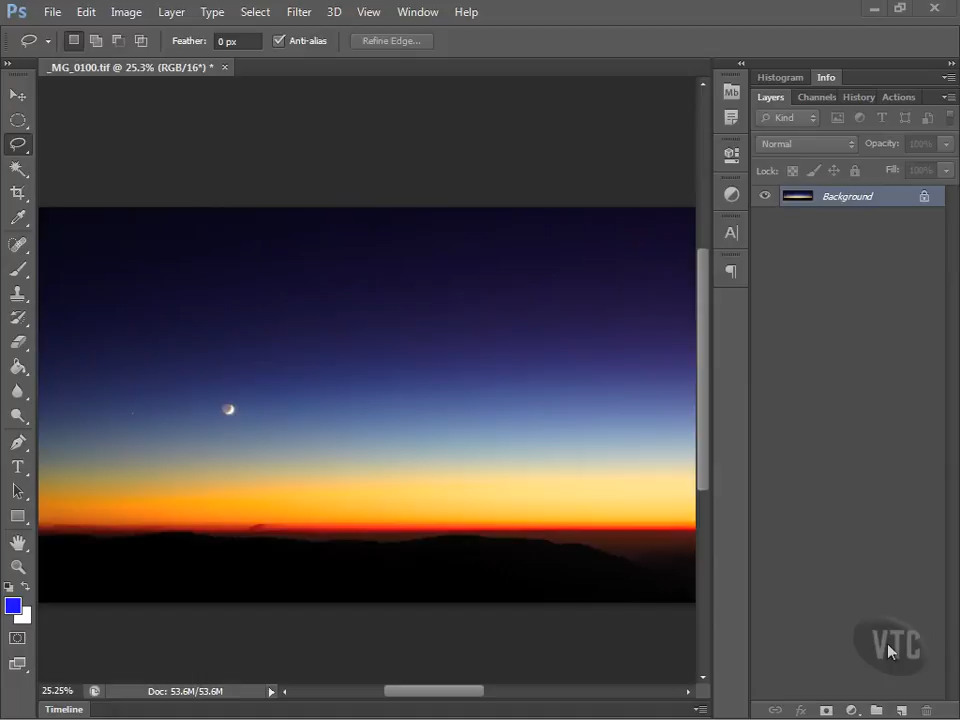 Ps File Edit Image Layer Type Select Filter 3D View Window Help
Feather: 0 px Anti-alias Refine Edge...
_MG_0100.tif @ 25.3% (RGB/16*) * ×
Histogram Info
Layers Channels History Actions
Kind
Normal Opacity: 100%
Lock: Fill: 100%
Background
Mb
VTC
25.25% Doc: 53.6M/53.6M
Timeline